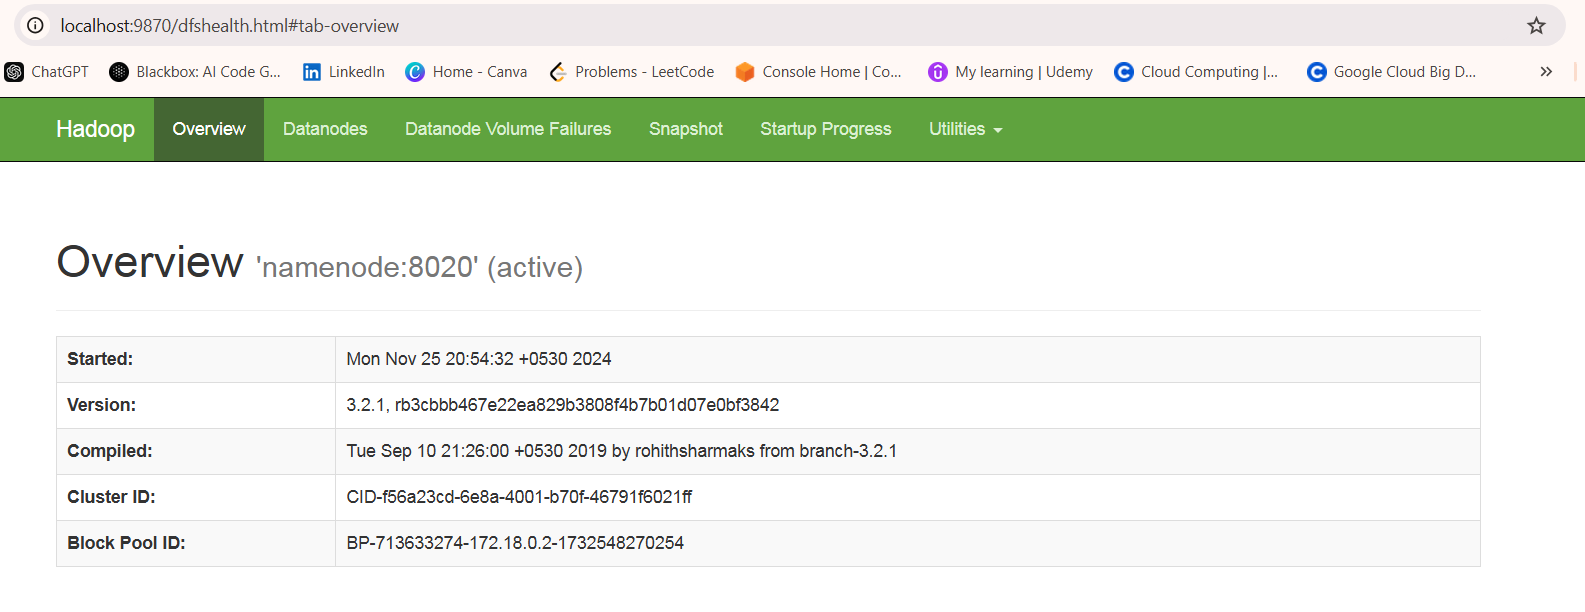 localhost:9870/dfshealth.html#tab-overview
ChatGPT Blackbox: AI Code G... LinkedIn Home - Canva Problems - LeetCode Console Home | Co... My learning | Udemy Cloud Computing |... Google Cloud Big D...
Hadoop Overview Datanodes Datanode Volume Failures Snapshot Startup Progress Utilities
Overview 'namenode:8020' (active)
Started: Mon Nov 25 20:54:32 +0530 2024
Version: 3.2.1, rb3cbbb467e22ea829b3808f4b7b01d07e0bf3842
Compiled: Tue Sep 10 21:26:00 +0530 2019 by rohithsharmaks from branch-3.2.1
Cluster ID: CID-f56a23cd-6e8a-4001-b70f-46791f6021ff
Block Pool ID: BP-713633274-172.18.0.2-1732548270254